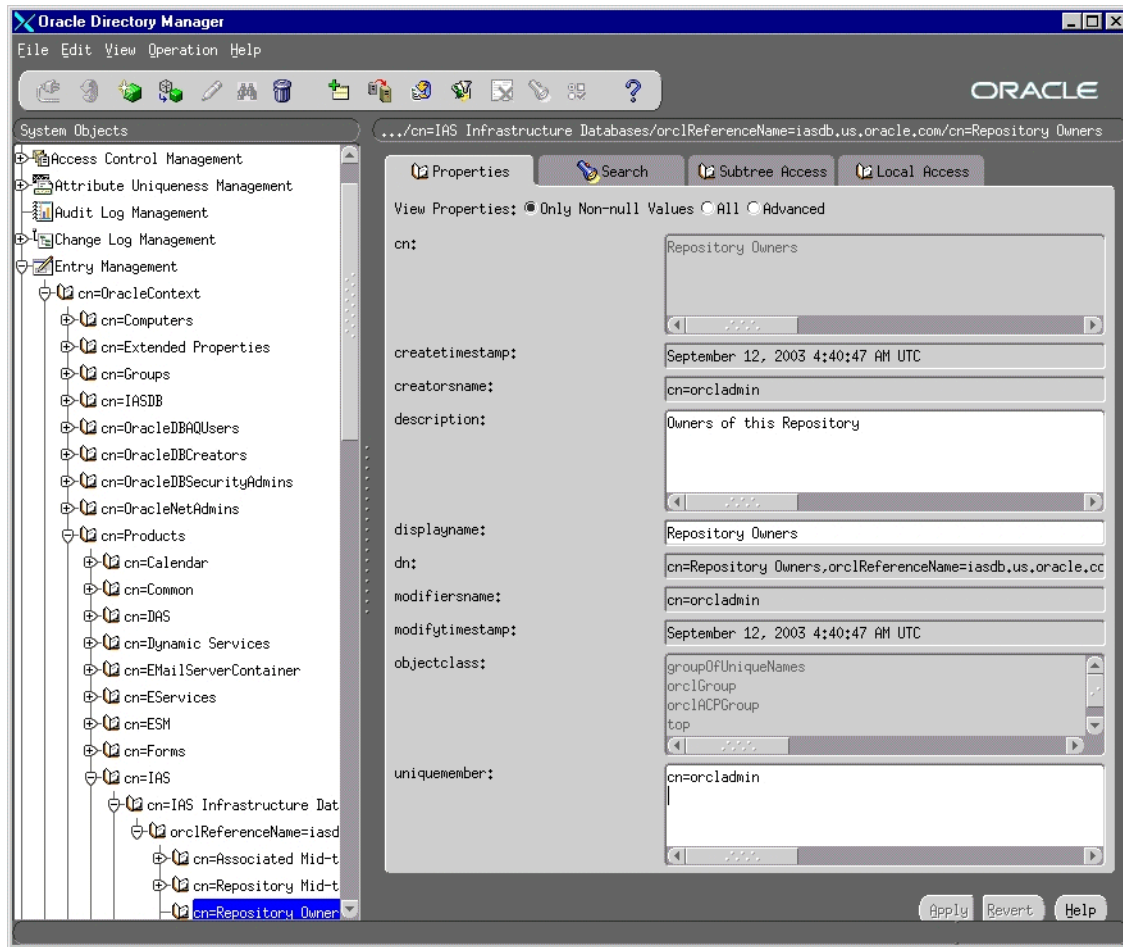 Oracle Directory Manager
File Edit View Operation Help
ORACLE
System Objects
.../cn=IAS Infrastructure Databases/orclReferenceName=iasdb.us.oracle.com/cn=Repository Owners
Access Control Management
Attribute Uniqueness Management
Audit Log Management
Change Log Management
Entry Management
cn=OracleContext
cn=Computers
cn=Extended Properties
cn=Groups
cn=IASDB
cn=OracleDBAQUsers
cn=OracleDBCreators
cn=OracleDBSecurityAdmins
cn=OracleNetAdmins
cn=Products
cn=Calendar
cn=Common
cn=DAS
cn=Dynamic Services
cn=EMailServerContainer
cn=EServices
cn=ESM
cn=Forms
cn=IAS
cn=IAS Infrastructure Dat
orclReferenceName=iasd
cn=Associated Mid-t
cn=Repository Mid-t
cn=Repository Owner
Properties Search Subtree Access Local Access
View Properties: Only Non-null Values All Advanced
cn: Repository Owners
createtimestamp: September 12, 2003 4:40:47 AM UTC
creatorsname: cn=orcladmin
description: Owners of this Repository
displayname: Repository Owners
dn: cn=Repository Owners,orclReferenceName=iasdb.us.oracle.cc
modifiersname: cn=orcladmin
modifytimestamp: September 12, 2003 4:40:47 AM UTC
objectclass: groupOfUniqueNames
orclGroup
orclACPGroup
top
uniquemember: cn=orcladmin
Apply Revert Help